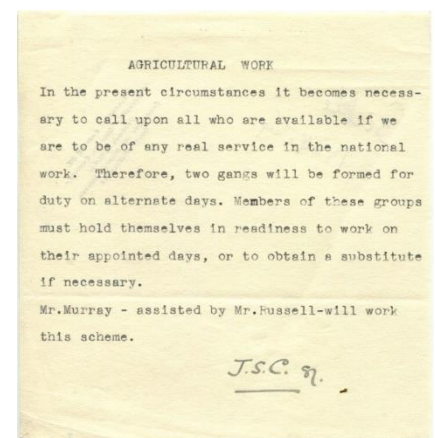 AGRICULTURAL WORK
In the present circumstances it becomes necess-
ary to call upon all who are available if we
are to be of any real service in the national
work. Therefore, two gangs will be formed for
duty on alternate days. Members of these groups
must hold themselves in readiness to work on
their appointed days, or to obtain a substitute
if necessary.
Mr.Murray - assisted by Mr.Russell-will work
this scheme.
J.S.C.